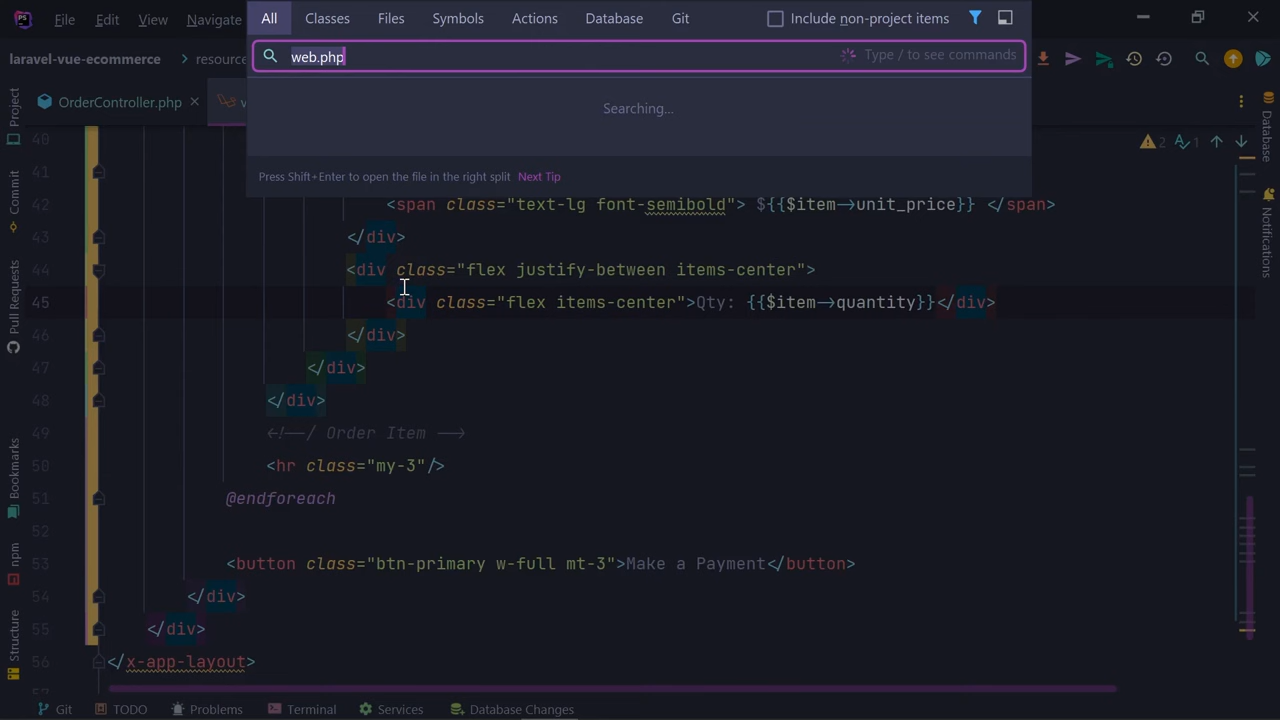 PS File Edit View Navigate
All Classes Files Symbols Actions Database Git Include non-project items
laravel-vue-ecommerce resource
web.php Type / to see commands
OrderController.php
Searching...
Press Shift+Enter to open the file in the right split Next Tip
2 1
40
41
42 <span class="text-lg font-semibold"> ${{$item->unit_price}} </span>
43 </div>
44 <div class="flex justify-between items-center">
45 <div class="flex items-center">Qty: {{$item->quantity}}</div>
46 </div>
47 </div>
48 </div>
49 <!--/ Order Item -->
50 <hr class="my-3"/>
51 @endforeach
52
53 <button class="btn-primary w-full mt-3">Make a Payment</button>
54 </div>
55 </div>
56 </x-app-layout>
Project
Commit
Pull Requests
Bookmarks
npm
Structure
Database
Notifications
Git TODO Problems Terminal Services Database Changes